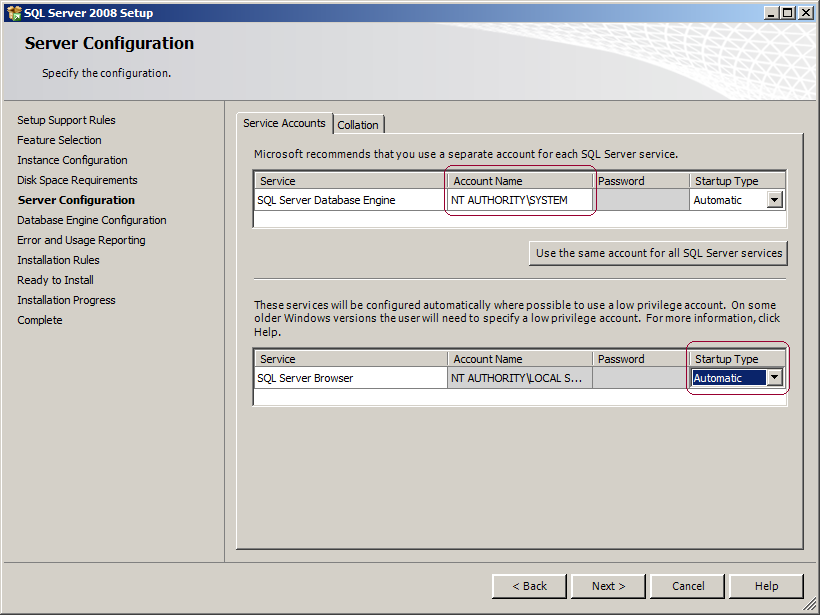 SQL Server 2008 Setup
Server Configuration
Specify the configuration.
Setup Support Rules
Feature Selection
Instance Configuration
Disk Space Requirements
Server Configuration
Database Engine Configuration
Error and Usage Reporting
Installation Rules
Ready to Install
Installation Progress
Complete
Service Accounts
Collation
Microsoft recommends that you use a separate account for each SQL Server service.
Service Account Name Password Startup Type
SQL Server Database Engine NT AUTHORITY\SYSTEM Automatic
Use the same account for all SQL Server services
These services will be configured automatically where possible to use a low privilege account. On some
older Windows versions the user will need to specify a low privilege account. For more information, click
Help.
Service Account Name Password Startup Type
SQL Server Browser NT AUTHORITY\LOCAL S... Automatic
< Back Next > Cancel Help